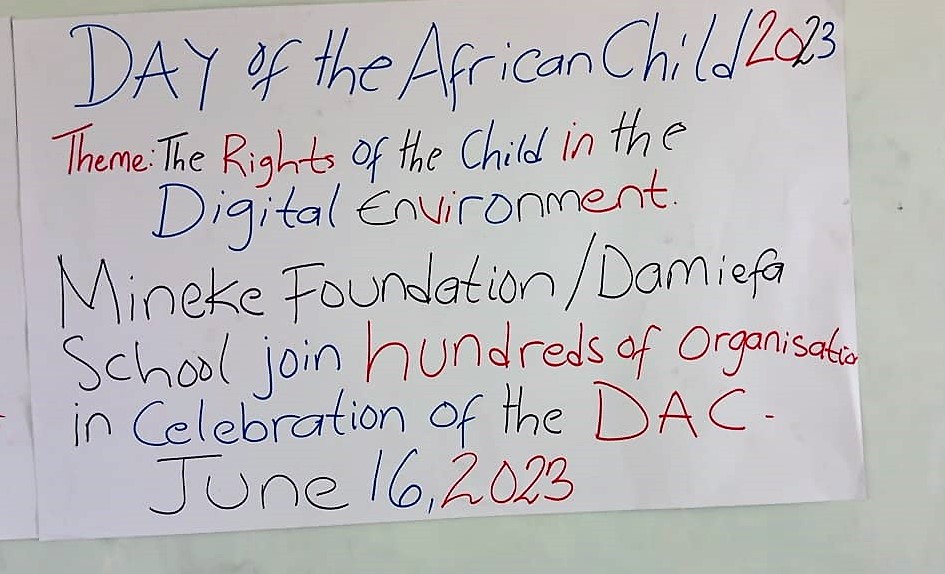 DAY of the African Child 2023
Theme: The Rights of the Child in the
Digital Environment.
Mineke Foundation/Damiefa
School join hundreds of Organisatio
in Celebration of the DAC-
June 16, 2023